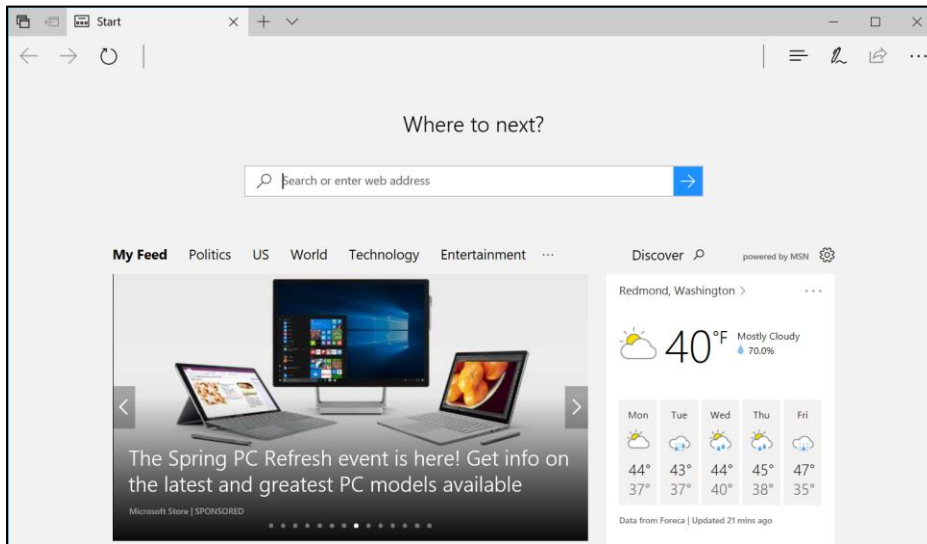 Start
Where to next?
Search or enter web address
My Feed Politics US World Technology Entertainment ...
Discover powered by MSN
The Spring PC Refresh event is here! Get info on
the latest and greatest PC models available
Microsoft Store | SPONSORED
Redmond, Washington >
40°F Mostly Cloudy
70.0%
Mon Tue Wed Thu Fri
44° 43° 44° 45° 47°
37° 37° 40° 38° 35°
Data from Foreca | Updated 21 mins ago